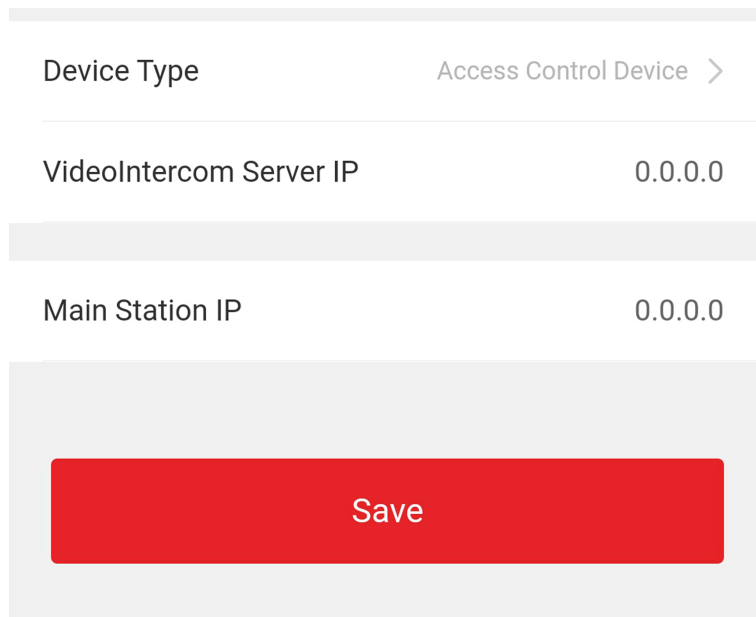 Device Type Access Control Device
VideoIntercom Server IP 0.0.0.0
Main Station IP 0.0.0.0
Save